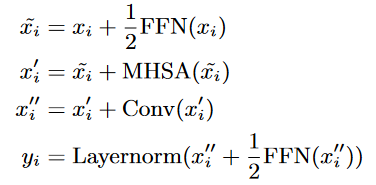 x̃ᵢ = xᵢ + ½FFN(xᵢ)
x′ᵢ = x̃ᵢ + MHSA(x̃ᵢ)
x″ᵢ = x′ᵢ + Conv(x′ᵢ)
yᵢ = Layernorm(x″ᵢ + ½FFN(x″ᵢ))